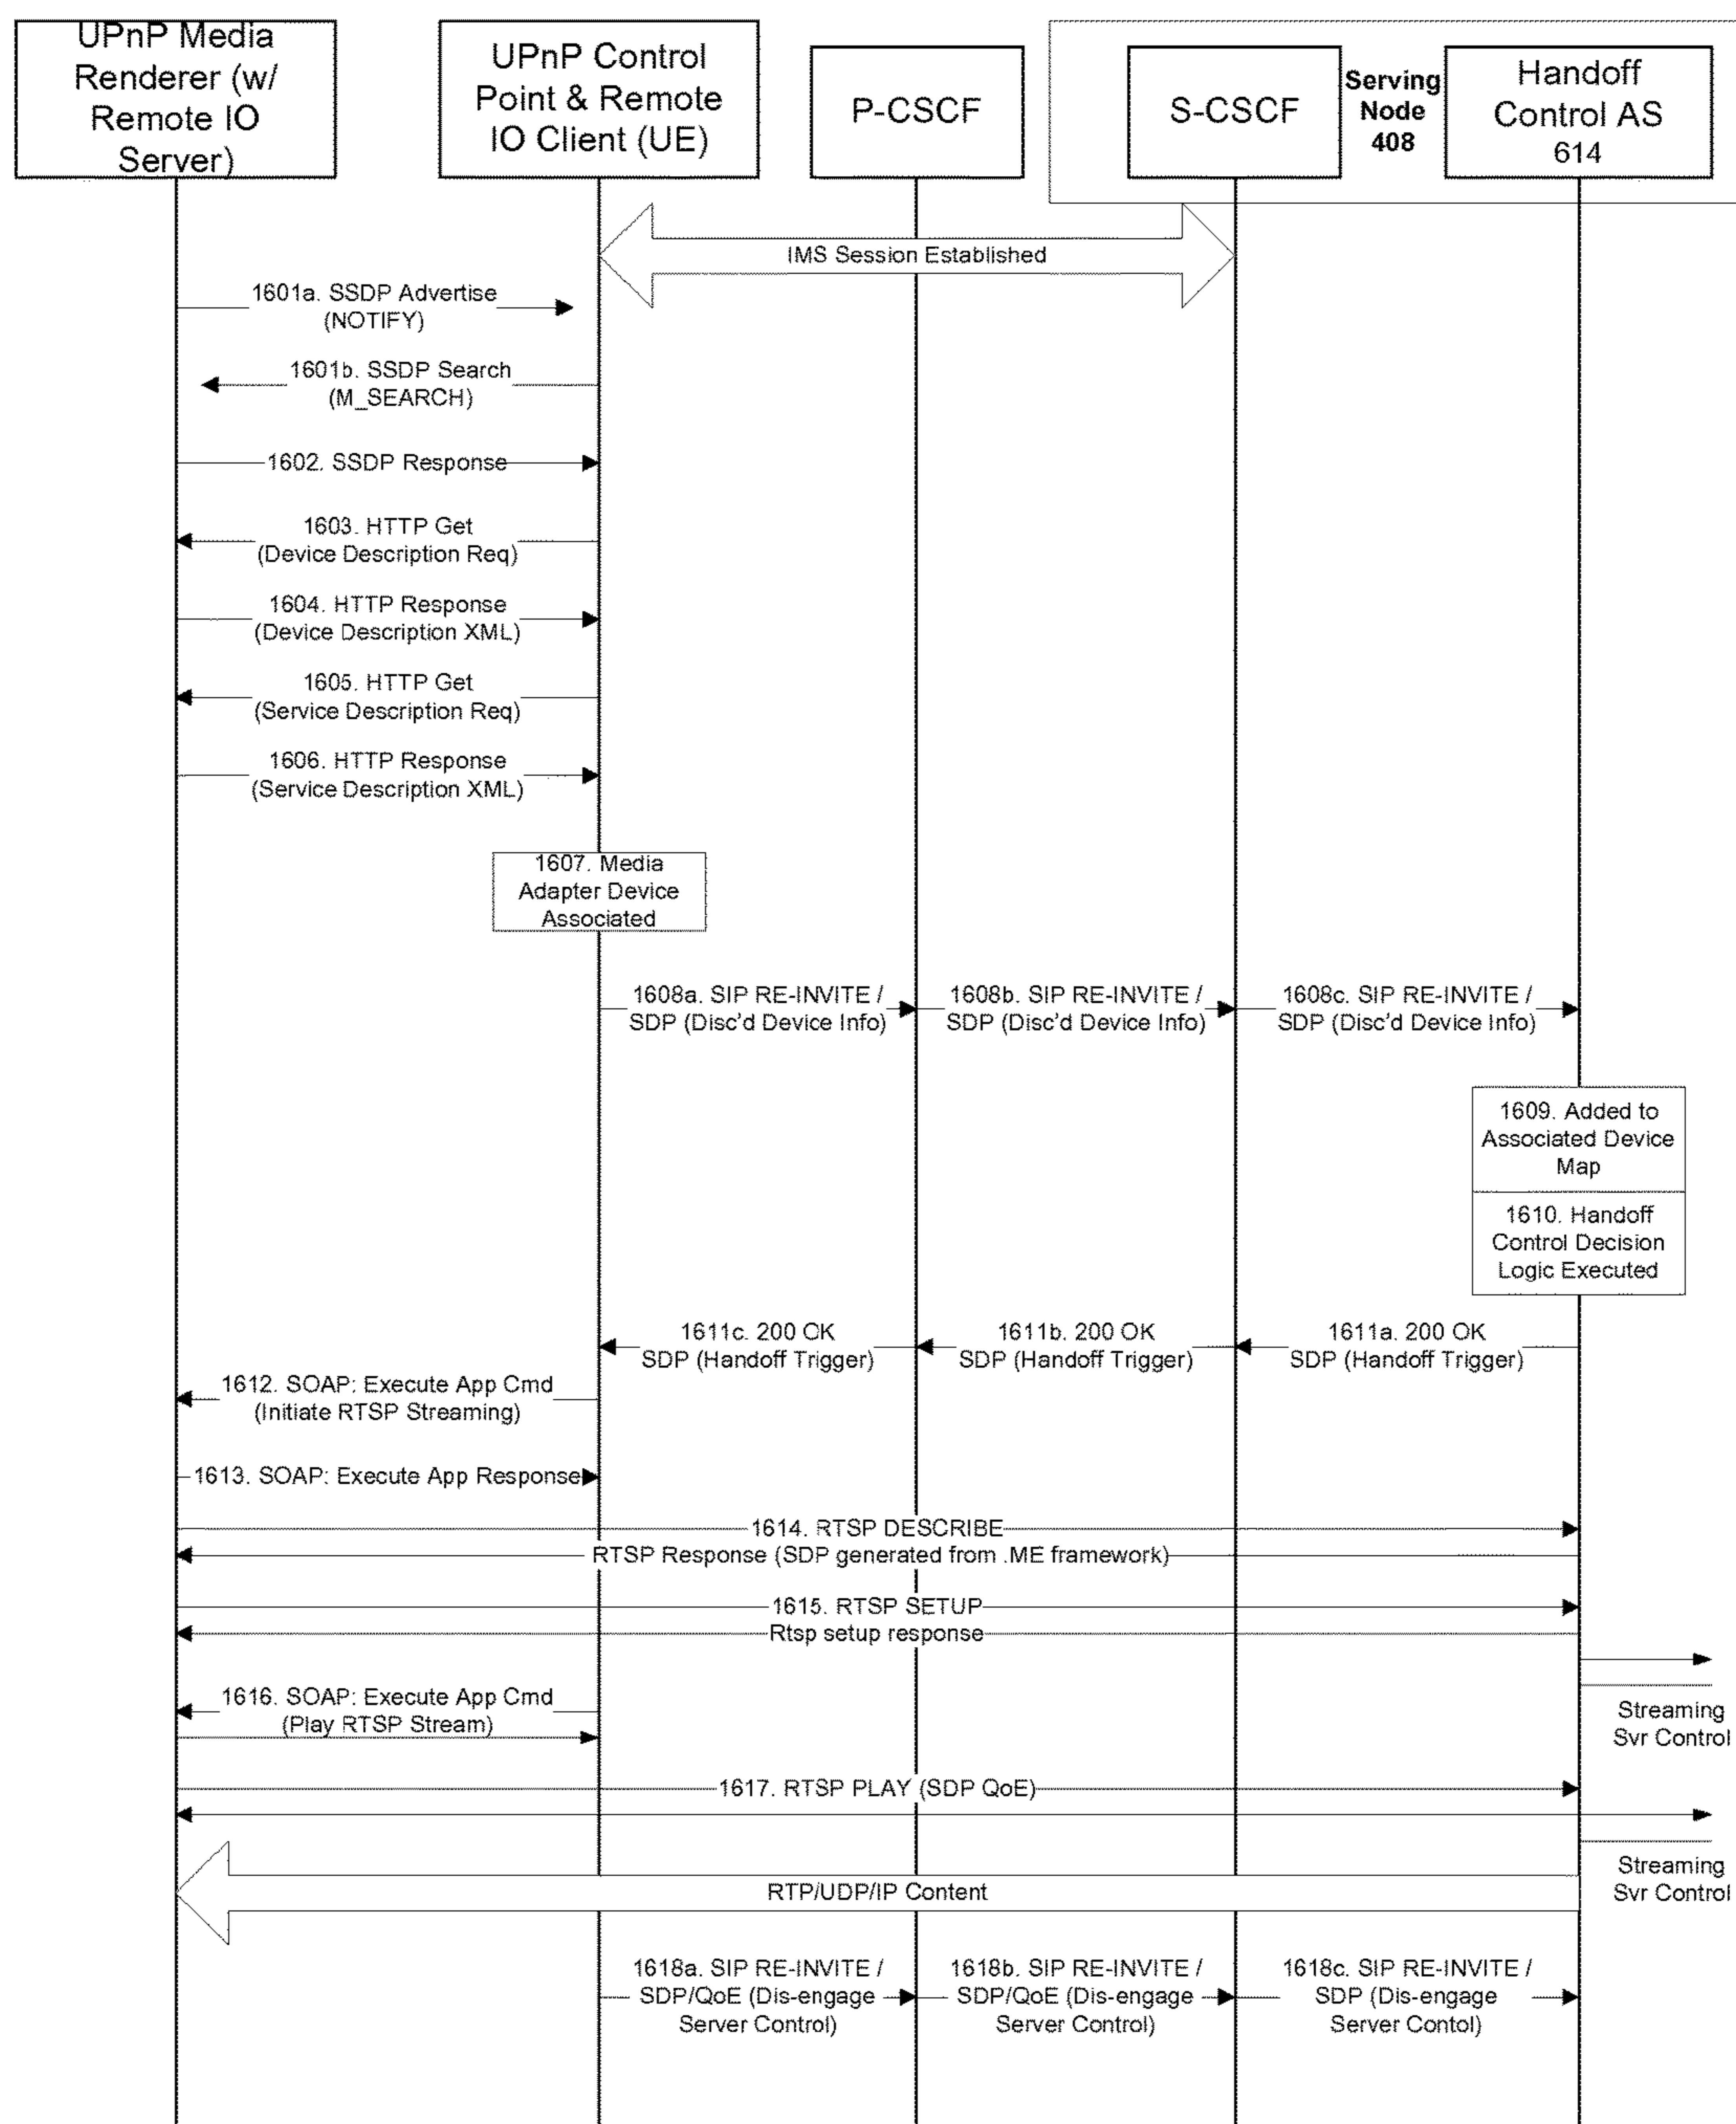 UPnP Media
Renderer (w/
Remote IO
Server)
UPnP Control
Point & Remote
IO Client (UE)
P-CSCF
S-CSCF
Serving
Node
408
Handoff
Control AS
614
IMS Session Established
1601a. SSDP Advertise
(NOTIFY)
1601b. SSDP Search
(M_SEARCH)
1602. SSDP Response
1603. HTTP Get
(Device Description Req)
1604. HTTP Response
(Device Description XML)
1605. HTTP Get
(Service Description Req)
1606. HTTP Response
(Service Description XML)
1607. Media
Adapter Device
Associated
1608a. SIP RE-INVITE /
SDP (Disc'd Device Info)
1608b. SIP RE-INVITE /
SDP (Disc'd Device Info)
1608c. SIP RE-INVITE /
SDP (Disc'd Device Info)
1609. Added to
Associated Device
Map
1610. Handoff
Control Decision
Logic Executed
1611c. 200 OK
SDP (Handoff Trigger)
1611b. 200 OK
SDP (Handoff Trigger)
1611a. 200 OK
SDP (Handoff Trigger)
1612. SOAP: Execute App Cmd
(Initiate RTSP Streaming)
1613. SOAP: Execute App Response
1614. RTSP DESCRIBE
RTSP Response (SDP generated from .ME framework)
1615. RTSP SETUP
Rtsp setup response
1616. SOAP: Execute App Cmd
(Play RTSP Stream)
Streaming
Svr Control
1617. RTSP PLAY (SDP QoE)
RTP/UDP/IP Content
Streaming
Svr Control
1618a. SIP RE-INVITE /
SDP/QoE (Dis-engage
Server Control)
1618b. SIP RE-INVITE /
SDP/QoE (Dis-engage
Server Control)
1618c. SIP RE-INVITE /
SDP (Dis-engage
Server Contol)